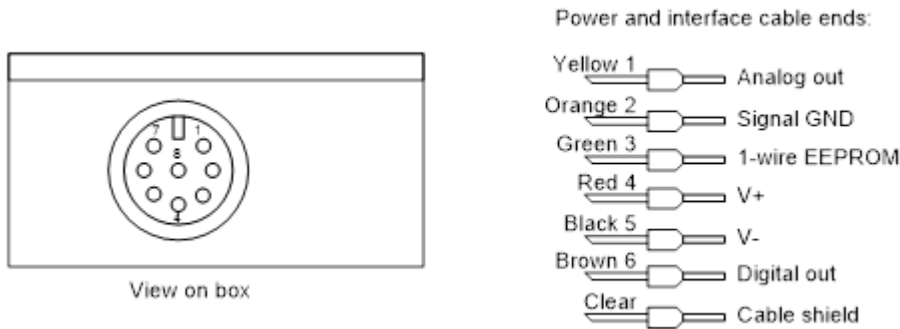 Power and interface cable ends:
Yellow 1 Analog out
Orange 2 Signal GND
Green 3 1-wire EEPROM
Red 4 V+
Black 5 V-
Brown 6 Digital out
Clear Cable shield
7 1
8
4
View on box